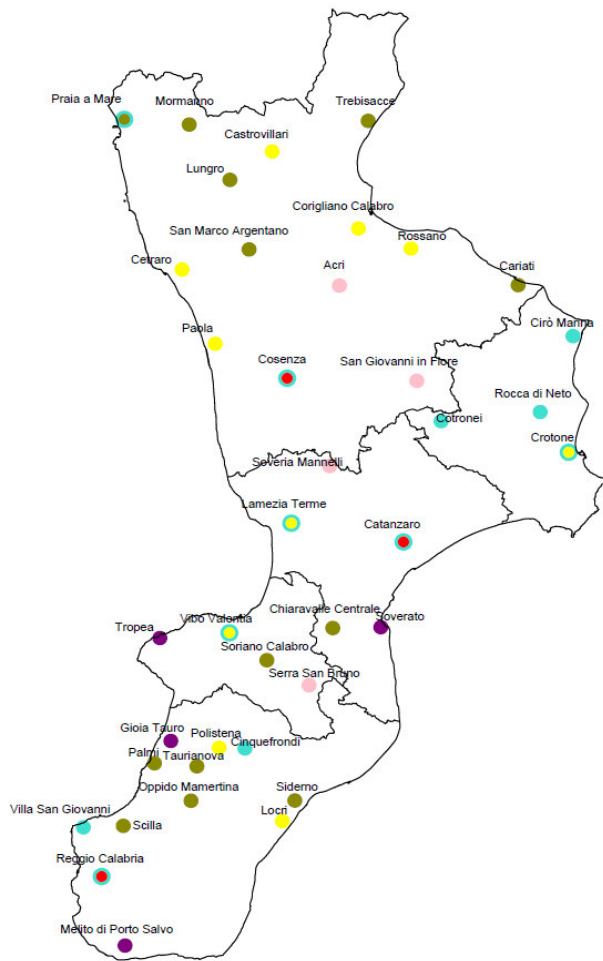 Praia a Mare
Mormanno
Trebisacce
Castrovillari
Lungro
Corigliano Calabro
San Marco Argentano
Rossano
Cetraro
Acri
Cariati
Cirò Marina
Paola
Cosenza
San Giovanni in Fiore
Rocca di Neto
Cotronei
Crotone
Soveria Mannelli
Lamezia Terme
Catanzaro
Chiaravalle Centrale
Soverato
Tropea
Vibo Valontia
Soriano Calabro
Serra San Bruno
Gioia Tauro
Polistena
Cinquefrondi
Palmi
Taurianova
Oppido Mamertina
Siderno
Villa San Giovanni
Scilla
Locri
Reggio Calabria
Melito di Porto Salvo